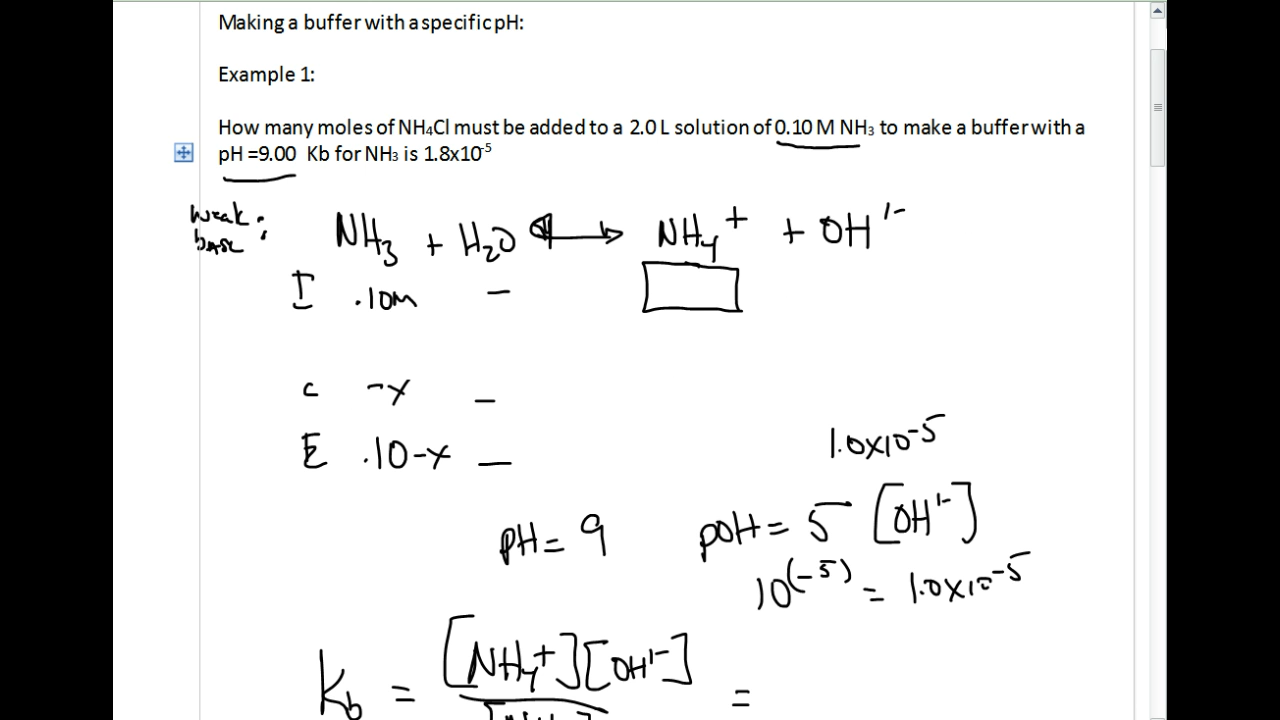 Making a buffer with a specific pH:
Example 1:
How many moles of NH₄Cl must be added to a 2.0 L solution of 0.10 M NH₃ to make a buffer with a
pH =9.00 Kb for NH₃ is 1.8x10⁻⁵
weak base : NH₃ + H₂O ⟷ NH₄⁺ + OH¹⁻
I .10M –
C -x –
E .10-x –
1.0x10⁻⁵
pH = 9 pOH = 5 [OH¹⁻]
10^(-5) = 1.0x10⁻⁵
Kb = [NH₄⁺][OH¹⁻] =